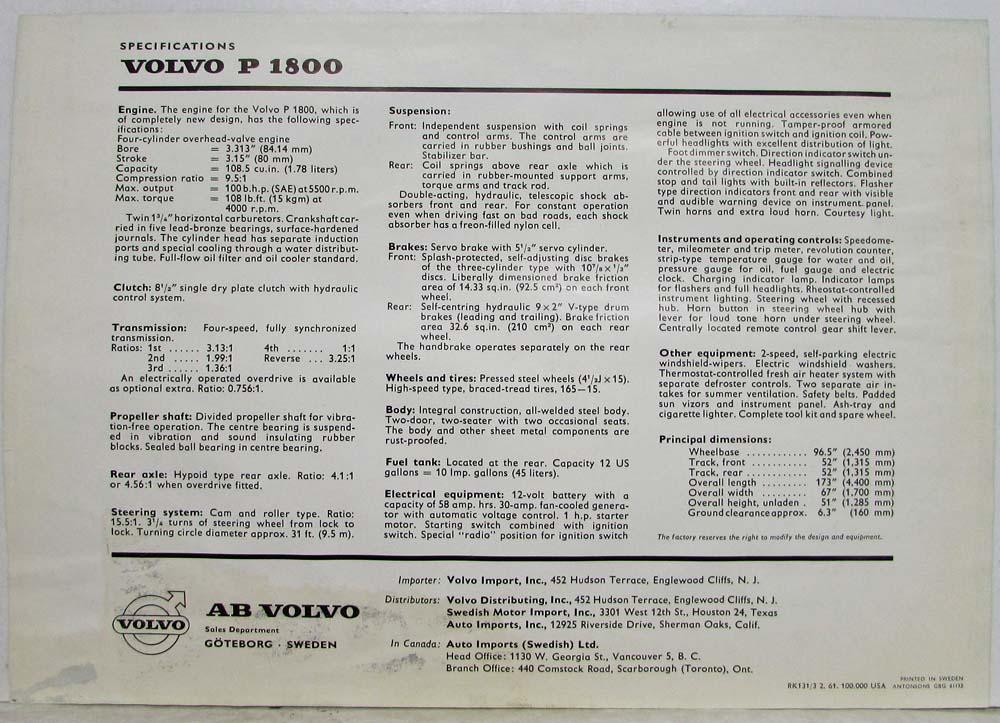 SPECIFICATIONS
VOLVO P 1800
Engine. The engine for the Volvo P 1800, which is
of completely new design, has the following spec-
ifications:
Four-cylinder overhead-valve engine
Bore = 3.313" (84.14 mm)
Stroke = 3.15" (80 mm)
Capacity = 108.5 cu.in. (1.78 liters)
Compression ratio = 9.5:1
Max. output = 100 b.h.p. (SAE) at 5500 r.p.m.
Max. torque = 108 lb.ft. (15 kgm) at
4000 r.p.m.
Twin 1³/₄" horizontal carburetors. Crankshaft car-
ried in five lead-bronze bearings, surface-hardened
journals. The cylinder head has separate induction
ports and special cooling through a water distribut-
ing tube. Full-flow oil filter and oil cooler standard.
Clutch: 8¹/₂" single dry plate clutch with hydraulic
control system.
Transmission: Four-speed, fully synchronized
transmission.
Ratios: 1st ...... 3.13:1 4th ....... 1:1
2nd ..... 1.99:1 Reverse ... 3.25:1
3rd ...... 1.36:1
An electrically operated overdrive is available
as optional extra. Ratio: 0.756:1.
Propeller shaft: Divided propeller shaft for vibra-
tion-free operation. The centre bearing is suspend-
ed in vibration and sound insulating rubber
blocks. Sealed ball bearing in centre bearing.
Rear axle: Hypoid type rear axle. Ratio: 4.1:1
or 4.56:1 when overdrive fitted.
Steering system: Cam and roller type. Ratio:
15.5:1. 3¹/₄ turns of steering wheel from lock to
lock. Turning circle diameter approx. 31 ft. (9.5 m).
Suspension:
Front: Independent suspension with coil springs
and control arms. The control arms are
carried in rubber bushings and ball joints.
Stabilizer bar.
Rear: Coil springs above rear axle which is
carried in rubber-mounted support arms,
torque arms and track rod.
Double-acting, hydraulic, telescopic shock ab-
sorbers front and rear. For constant operation
even when driving fast on bad roads, each shock
absorber has a freon-filled nylon cell.
Brakes: Servo brake with 5¹/₂" servo cylinder.
Front: Splash-protected, self-adjusting disc brakes
of the three-cylinder type with 10⁷/₈ × ¹/₂"
discs. Liberally dimensioned brake friction
area of 14.33 sq.in. (92.5 cm²) on each front
wheel.
Rear: Self-centring hydraulic 9 × 2" V-type drum
brakes (leading and trailing). Brake friction
area 32.6 sq.in. (210 cm²) on each rear
wheel.
The handbrake operates separately on the rear
wheels.
Wheels and tires: Pressed steel wheels (4¹/₂J × 15).
High-speed type, braced-tread tires, 165—15.
Body: Integral construction, all-welded steel body.
Two-door, two-seater with two occasional seats.
The body and other sheet metal components are
rust-proofed.
Fuel tank: Located at the rear. Capacity 12 US
gallons = 10 Imp. gallons (45 liters).
Electrical equipment: 12-volt battery with a
capacity of 58 amp. hrs. 30-amp. fan-cooled genera-
tor with automatic voltage control. 1 h.p. starter
motor. Starting switch combined with ignition
switch. Special "radio" position for ignition switch
allowing use of all electrical accessories even when
engine is not running. Tamper-proof armored
cable between ignition switch and ignition coil. Pow-
erful headlights with excellent distribution of light.
Foot dimmer switch. Direction indicator switch un-
der the steering wheel. Headlight signalling device
controlled by direction indicator switch. Combined
stop and tail lights with built-in reflectors. Flasher
type direction indicators front and rear with visible
and audible warning device on instrument panel.
Twin horns and extra loud horn. Courtesy light.
Instruments and operating controls: Speedome-
ter, mileometer and trip meter, revolution counter,
strip-type temperature gauge for water and oil,
pressure gauge for oil, fuel gauge and electric
clock. Charging indicator lamp. Indicator lamps
for flashers and full headlights. Rheostat-controlled
instrument lighting. Steering wheel with recessed
hub. Horn button in steering wheel hub with
lever for loud tone horn under steering wheel.
Centrally located remote control gear shift lever.
Other equipment: 2-speed, self-parking electric
windshield-wipers. Electric windshield washers.
Thermostat-controlled fresh air heater system with
separate defroster controls. Two separate air in-
takes for summer ventilation. Safety belts. Padded
sun vizors and instrument panel. Ash-tray and
cigarette lighter. Complete tool kit and spare wheel.
Principal dimensions:
Wheelbase ............ 96.5" (2,450 mm)
Track, front ........... 52" (1,315 mm)
Track, rear ............ 52" (1,315 mm)
Overall length ......... 173" (4,400 mm)
Overall width ......... 67" (1,700 mm)
Overall height, unladen . 51" (1,285 mm)
Ground clearance approx. 6.3" (160 mm)
The factory reserves the right to modify the design and equipment.
VOLVO
AB VOLVO
Sales Department
GÖTEBORG · SWEDEN
Importer: Volvo Import, Inc., 452 Hudson Terrace, Englewood Cliffs, N. J.
Distributors: Volvo Distributing, Inc., 452 Hudson Terrace, Englewood Cliffs, N. J.
Swedish Motor Import, Inc., 3301 West 12th St., Houston 24, Texas
Auto Imports, Inc., 12925 Riverside Drive, Sherman Oaks, Calif.
In Canada: Auto Imports (Swedish) Ltd.
Head Office: 1130 W. Georgia St., Vancouver 5, B. C.
Branch Office: 440 Comstock Road, Scarborough (Toronto), Ont.
RK131/3 2. 61. 100.000 USA
PRINTED IN SWEDEN
ANTONSONS GBG